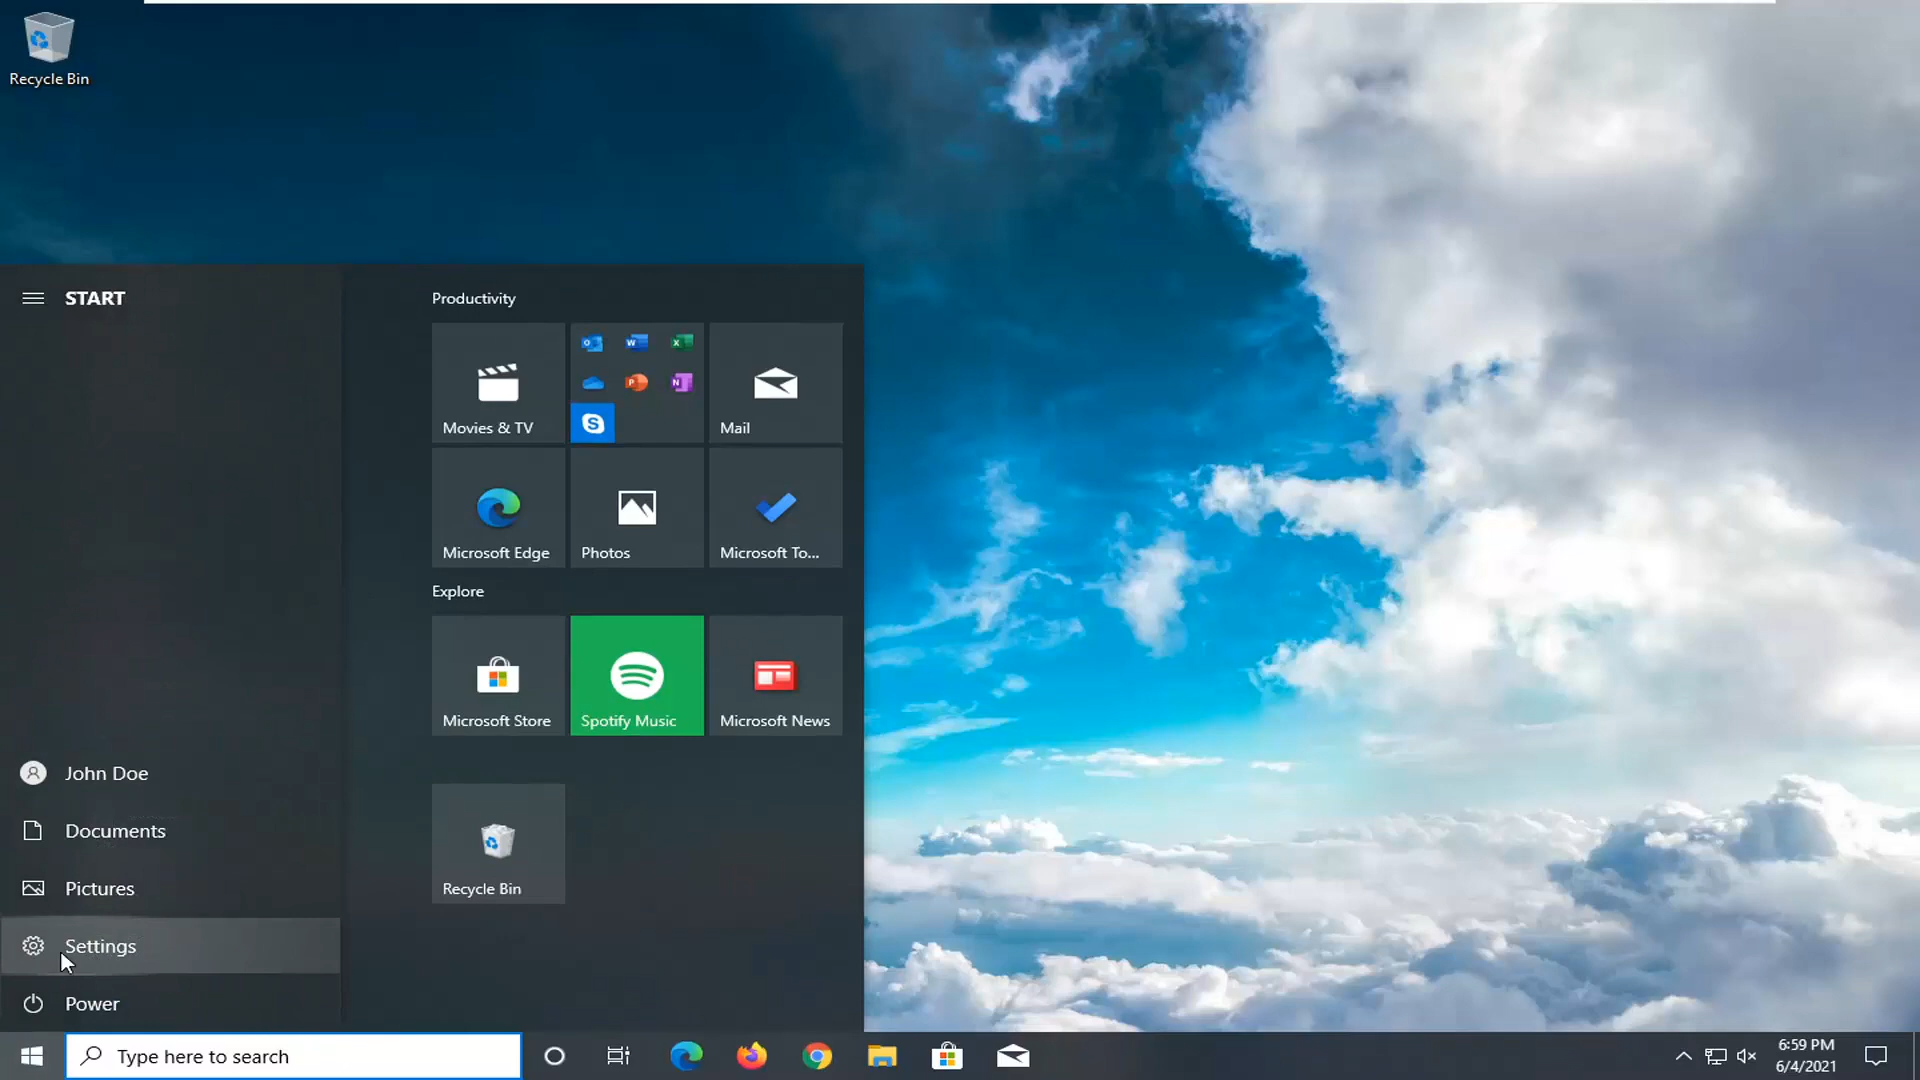 Recycle Bin
START
Productivity
Movies & TV
Mail
Microsoft Edge
Photos
Microsoft To...
Explore
Microsoft Store
Spotify Music
Microsoft News
Recycle Bin
John Doe
Documents
Pictures
Settings
Power
Type here to search
6:59 PM
6/4/2021